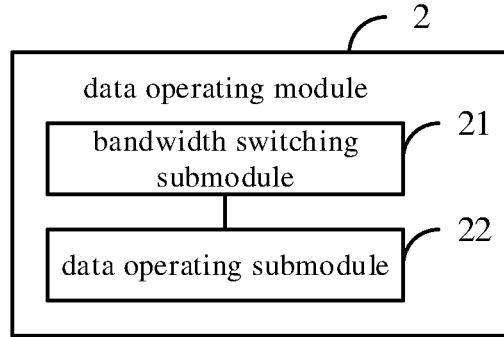 2
data operating module
21
bandwidth switching
submodule
22
data operating submodule